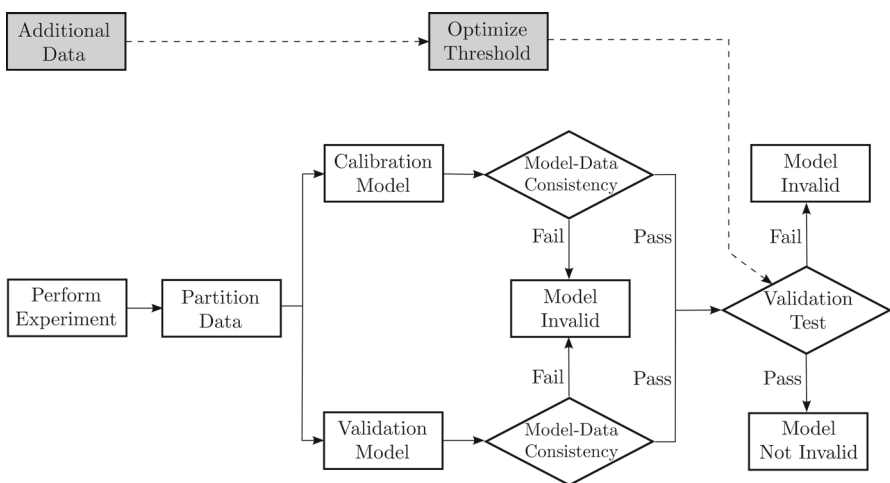 Additional
Data
Optimize
Threshold
Calibration
Model
Model-Data
Consistency
Model
Invalid
Fail
Pass
Fail
Perform
Experiment
Partition
Data
Model
Invalid
Validation
Test
Fail
Pass
Pass
Validation
Model
Model-Data
Consistency
Model
Not Invalid